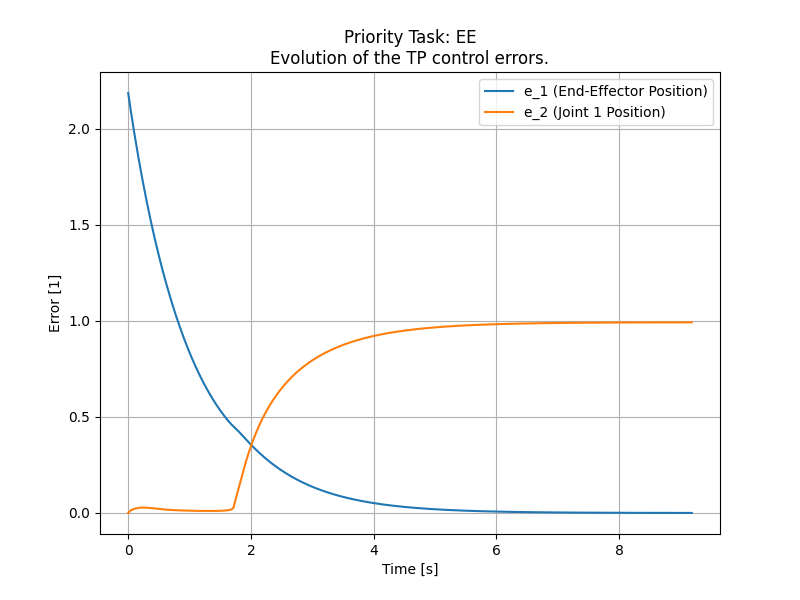 Priority Task: EE
Evolution of the TP control errors.
e_1 (End-Effector Position)
e_2 (Joint 1 Position)
Error [1]
2.0
1.5
1.0
0.5
0.0
0 2 4 6 8
Time [s]